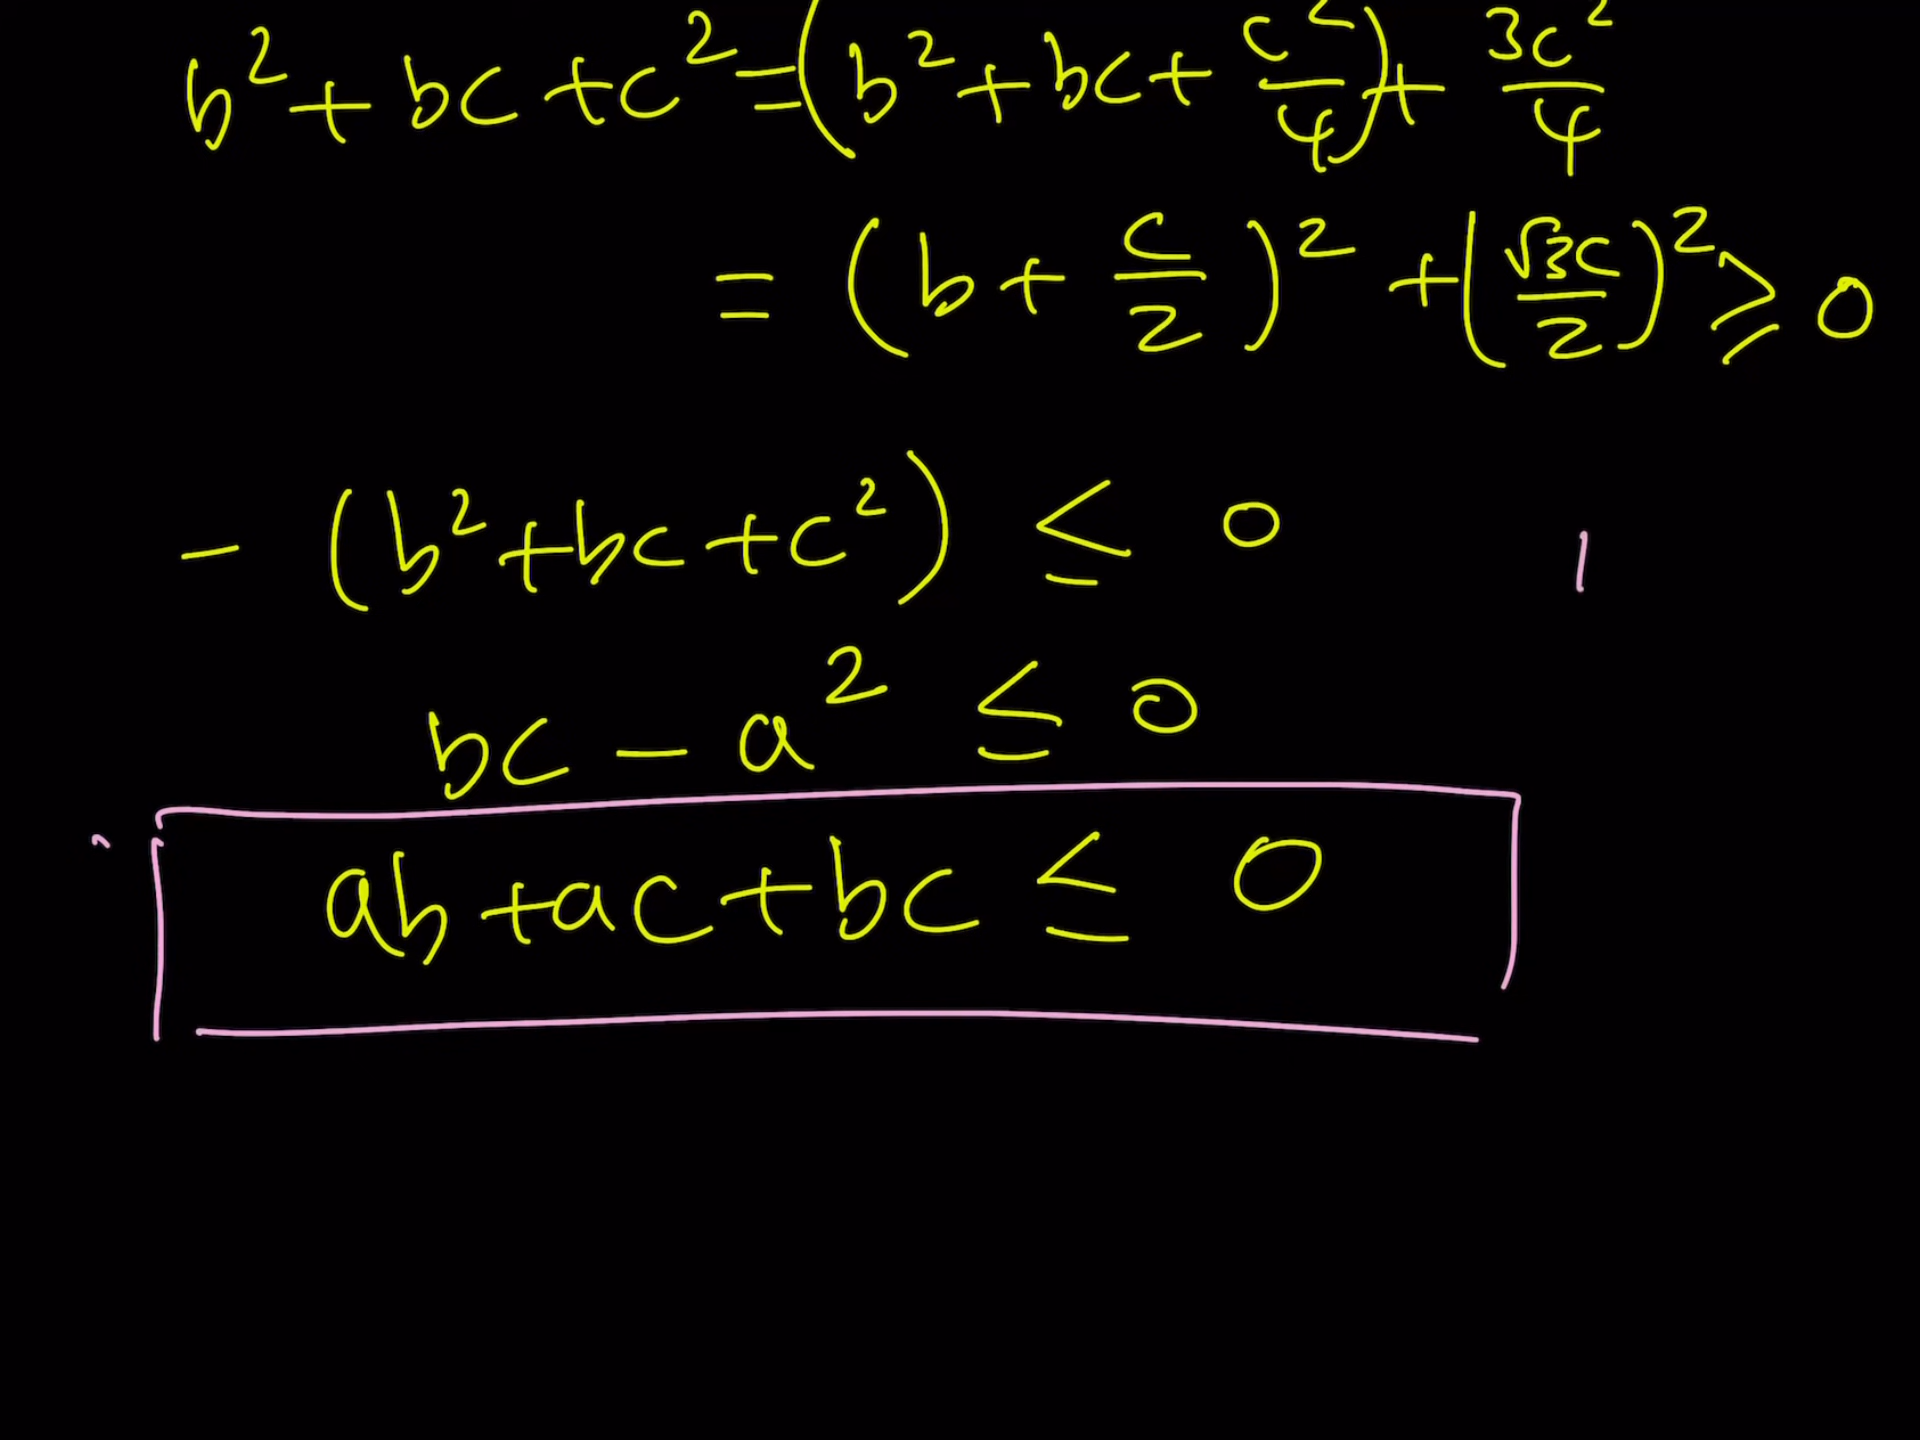 b² + bc + c² = (b² + bc + c²/4) + 3c²/4
= (b + c/2)² + (√3c/2)² ≥ 0
- (b² + bc + c²) ≤ 0
bc - a² ≤ 0
ab + ac + bc ≤ 0